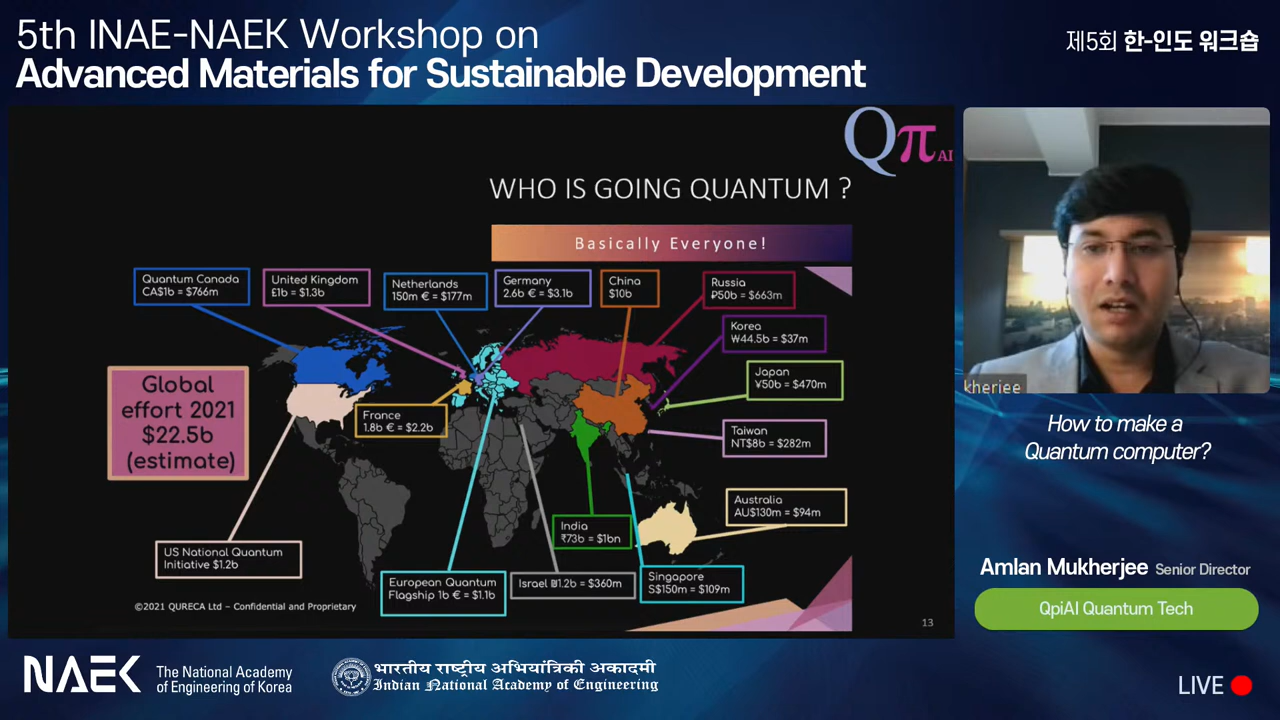 5th INAE-NAEK Workshop on
Advanced Materials for Sustainable Development
제5회 한-인도 워크숍
Qπ AI
WHO IS GOING QUANTUM ?
Basically Everyone!
Quantum Canada
CA$1b = $766m
United Kingdom
£1b = $1.3b
Netherlands
150m € = $177m
Germany
2.6b € = $3.1b
China
$10b
Russia
₽50b = $663m
Korea
₩44.5b = $37m
Japan
¥50b = $470m
Global
effort 2021
$22.5b
(estimate)
France
1.8b € = $2.2b
Taiwan
NT$8b = $282m
Australia
AU$130m = $94m
India
₹73b = $1bn
US National Quantum
Initiative $1.2b
European Quantum
Flagship 1b € = $1.1b
Israel ₪1.2b = $360m
Singapore
S$150m = $109m
©2021 QURECA Ltd – Confidential and Proprietary
13
kherjee
How to make a
Quantum computer?
Amlan Mukherjee Senior Director
QpiAI Quantum Tech
NAEK
The National Academy
of Engineering of Korea
भारतीय राष्ट्रीय अभियांत्रिकी अकादमी
Indian National Academy of Engineering
LIVE